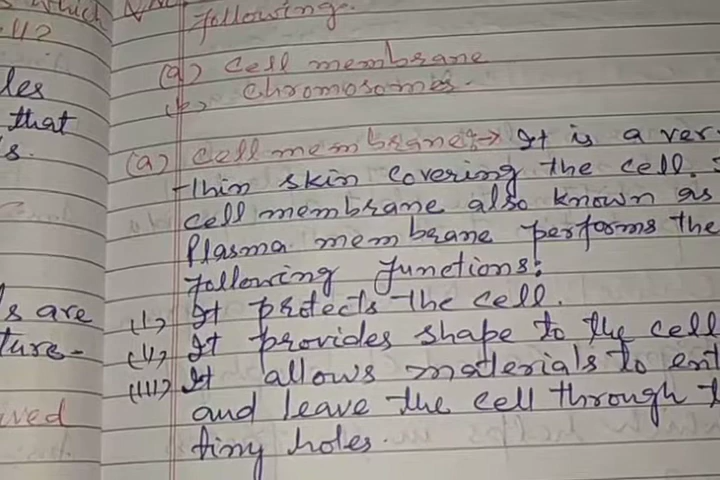 following.
(a) Cell membrane
(b) Chromosomes.
(a) Cell membrane:→ It is a ver
thin skin covering the cell.
cell membrane also known as
Plasma membrane performs the
following functions:
(i) It protects the cell.
(ii) It provides shape to the cell
(iii) It allows materials to ent
and leave the cell through t
tiny holes.
which
les
that
s.
s are
ture-
ived